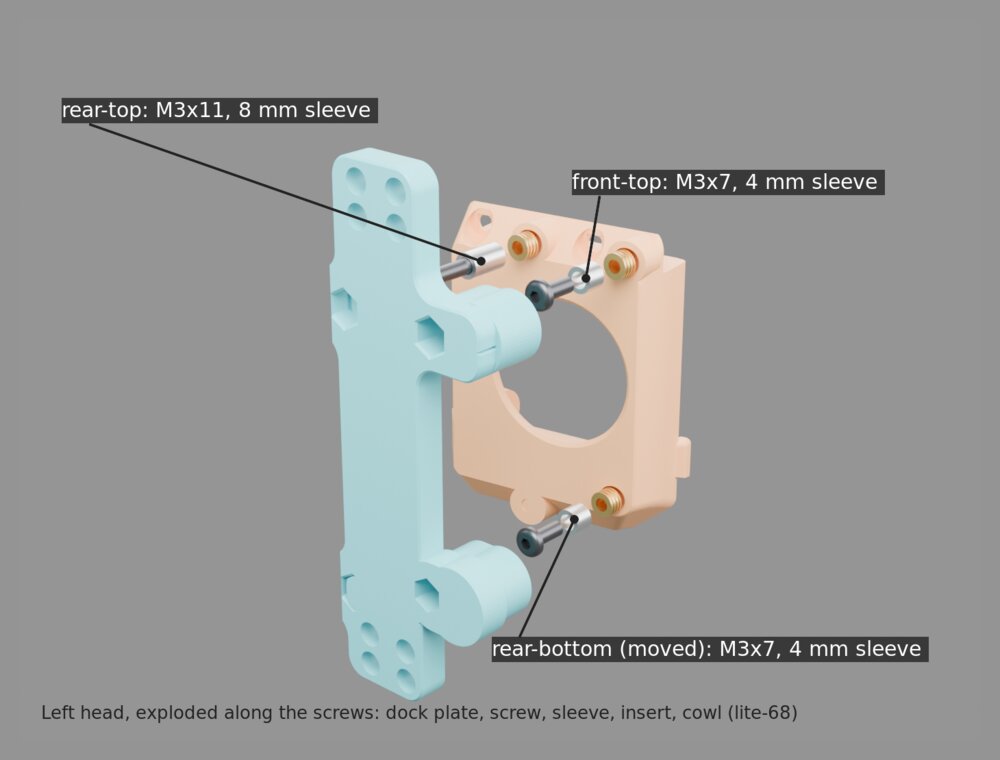 rear-top: M3x11, 8 mm sleeve
front-top: M3x7, 4 mm sleeve
rear-bottom (moved): M3x7, 4 mm sleeve
Left head, exploded along the screws: dock plate, screw, sleeve, insert, cowl (lite-68)